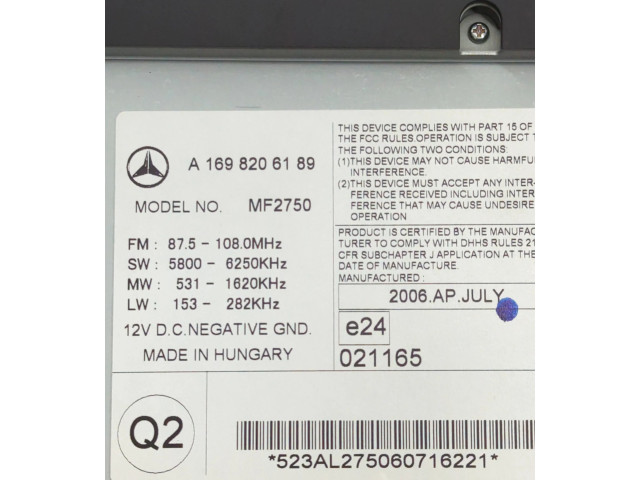 A 169 820 61 89
MODEL NO. MF2750
FM : 87.5 - 108.0MHz
SW : 5800 - 6250KHz
MW : 531 - 1620KHz
LW : 153 - 282KHz
12V D.C.NEGATIVE GND.
MADE IN HUNGARY
THIS DEVICE COMPLIES WITH PART 15 OF
THE FCC RULES OPERATION IS SUBJECT T
THE FOLLOWING TWO CONDITIONS:
(1)THIS DEVICE MAY NOT CAUSE HARMFU
INTERFERENCE.
(2)THIS DEVICE MUST ACCEPT ANY INTER-
FERENCE RECEIVED INCLUDING INTER-
FERENCE THAT MAY CAUSE UNDESIRE
OPERATION
PRODUCT IS CERTIFIED BY THE MANUFAC
TURER TO COMPLY WITH DHHS RULES 21
CFR SUBCHAPTER J APPLICATION AT THE
DATE OF MANUFACTURE.
MANUFACTURED :
2006.AP.JULY
e24
021165
Q2
*523AL275060716221*